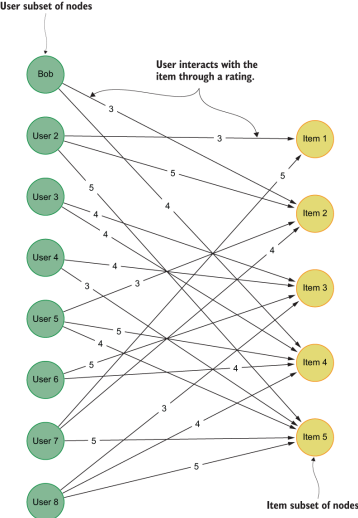 User subset of nodes
User interacts with the
item through a rating.
Bob
3
User 2
3
Item 1
5
5
5
User 3
4
4
Item 2
4
4
User 4
4
3
3
Item 3
User 5
5
4
User 6
5
4
Item 4
3
4
User 7
5
Item 5
5
User 8
Item subset of nodes